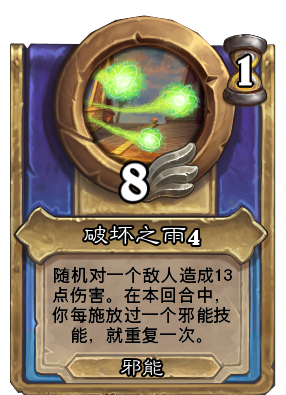 1
8
破坏之雨4
随机对一个敌人造成13
点伤害。在本回合中，
你每施放过一个邪能技
能，就重复一次。
邪能